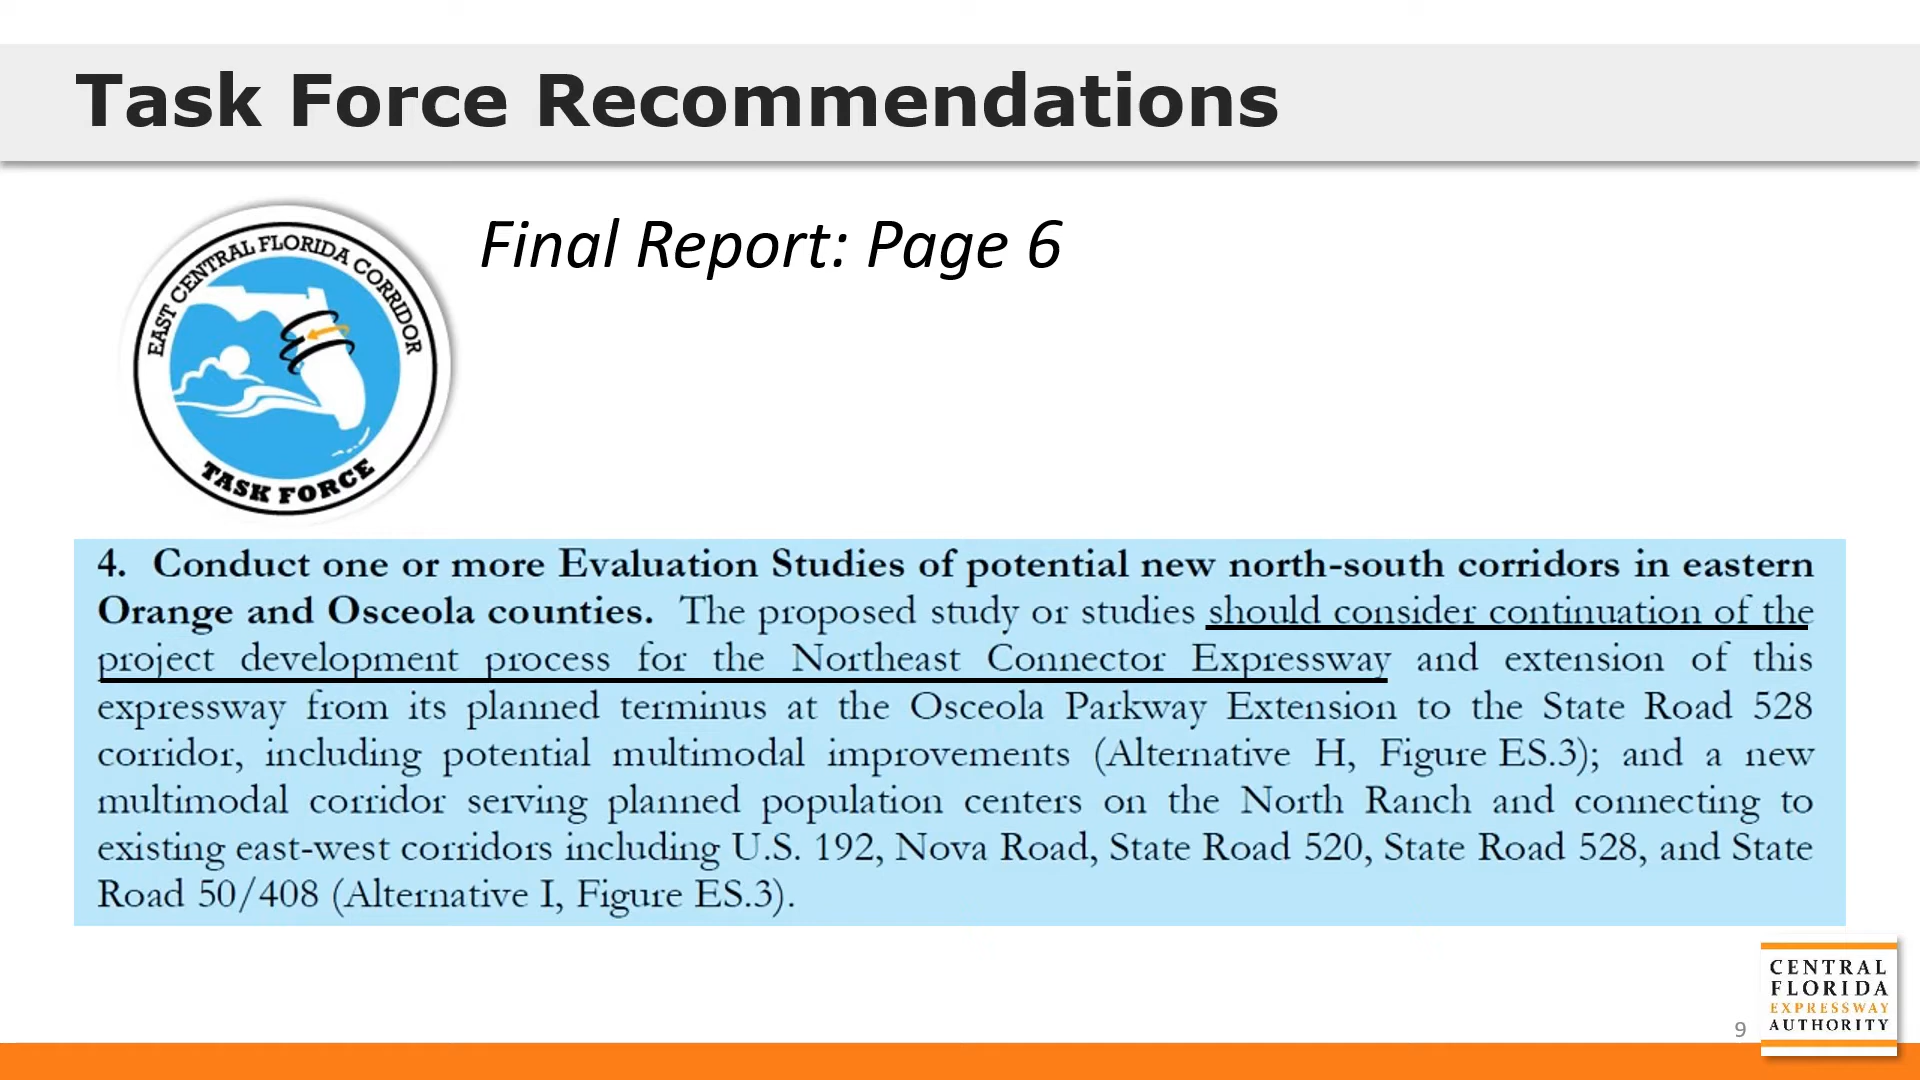 Task Force Recommendations
Final Report: Page 6
EAST CENTRAL FLORIDA CORRIDOR
TASK FORCE
4. Conduct one or more Evaluation Studies of potential new north-south corridors in eastern
Orange and Osceola counties. The proposed study or studies should consider continuation of the
project development process for the Northeast Connector Expressway and extension of this
expressway from its planned terminus at the Osceola Parkway Extension to the State Road 528
corridor, including potential multimodal improvements (Alternative H, Figure ES.3); and a new
multimodal corridor serving planned population centers on the North Ranch and connecting to
existing east-west corridors including U.S. 192, Nova Road, State Road 520, State Road 528, and State
Road 50/408 (Alternative I, Figure ES.3).
9
CENTRAL
FLORIDA
EXPRESSWAY
AUTHORITY